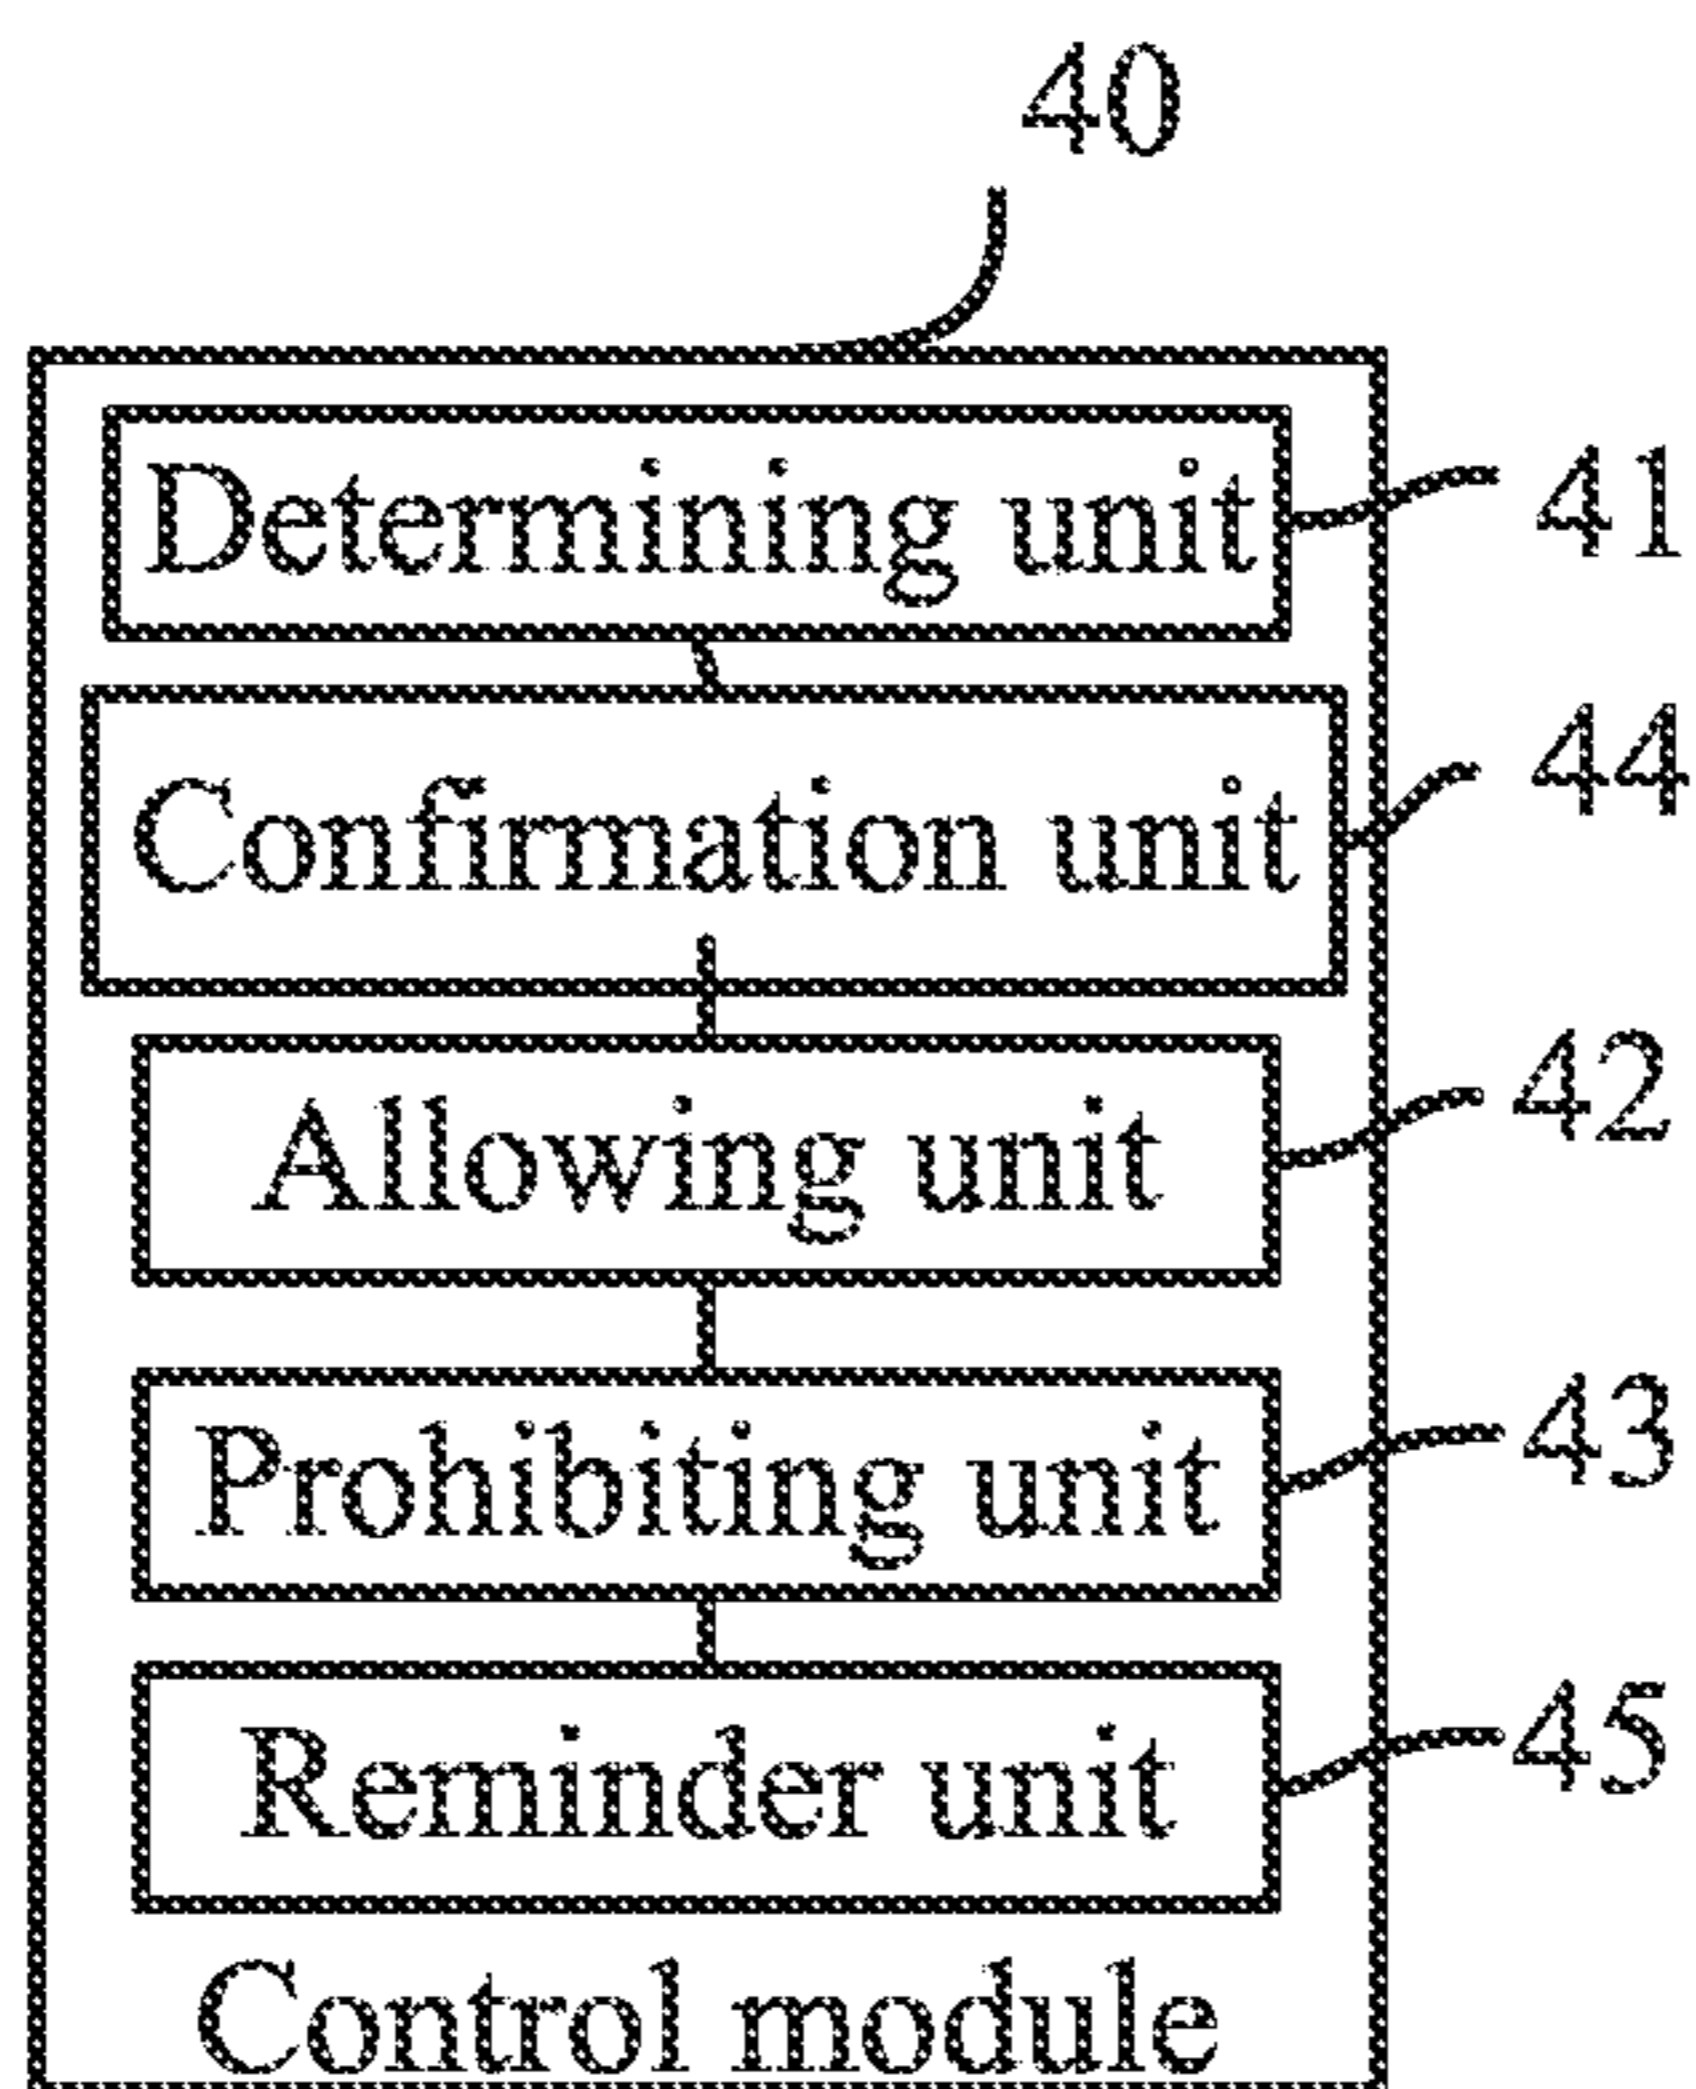 40
Determining unit 41
Confirmation unit 44
Allowing unit 42
Prohibiting unit 43
Reminder unit 45
Control module